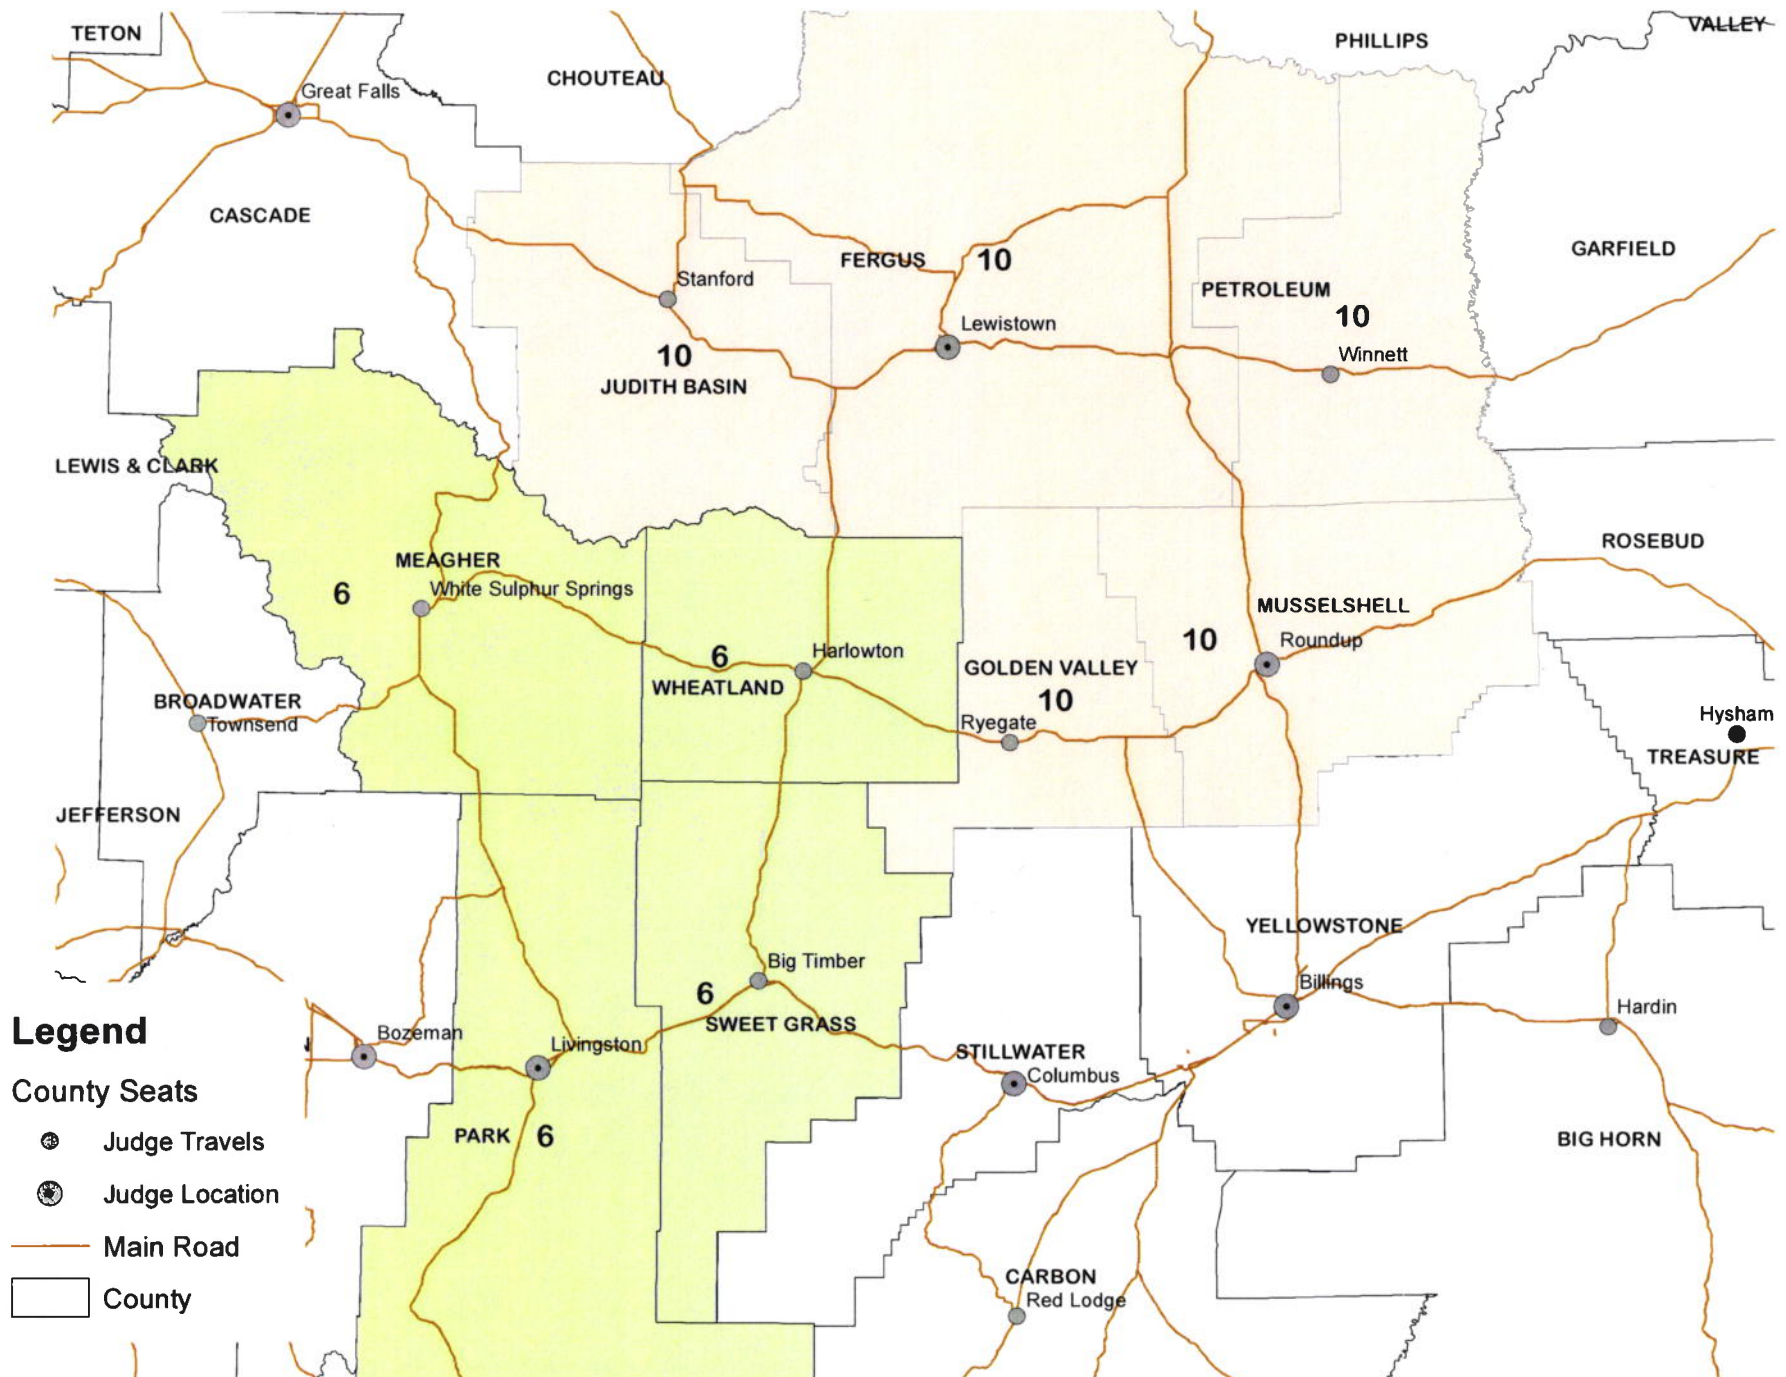 TETON
CHOUTEAU
PHILLIPS
VALLEY
Great Falls
CASCADE
FERGUS
10
GARFIELD
Stanford
PETROLEUM
10
Lewistown
Winnett
10
JUDITH BASIN
LEWIS & CLARK
MEAGHER
6
White Sulphur Springs
ROSEBUD
MUSSELSHELL
10
Roundup
6
Harlowton
WHEATLAND
GOLDEN VALLEY
10
Ryegate
BROADWATER
Townsend
Hysham
TREASURE
JEFFERSON
YELLOWSTONE
Big Timber
6
SWEET GRASS
Billings
Hardin
Legend
Bozeman
Livingston
STILLWATER
Columbus
County Seats
Judge Travels
PARK 6
BIG HORN
Judge Location
Main Road
CARBON
Red Lodge
County